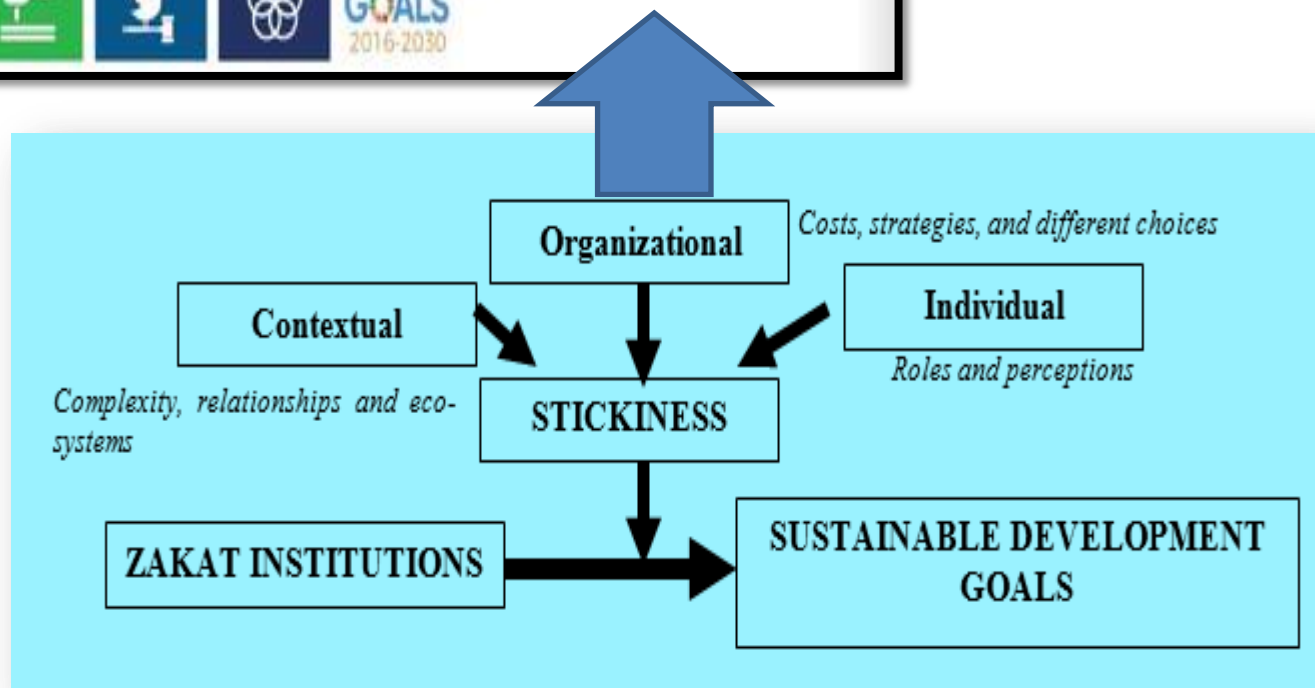 GOALS
2016-2030
Organizational
Costs, strategies, and different choices
Contextual
Individual
Roles and perceptions
Complexity, relationships and eco-
systems
STICKINESS
ZAKAT INSTITUTIONS
SUSTAINABLE DEVELOPMENT
GOALS